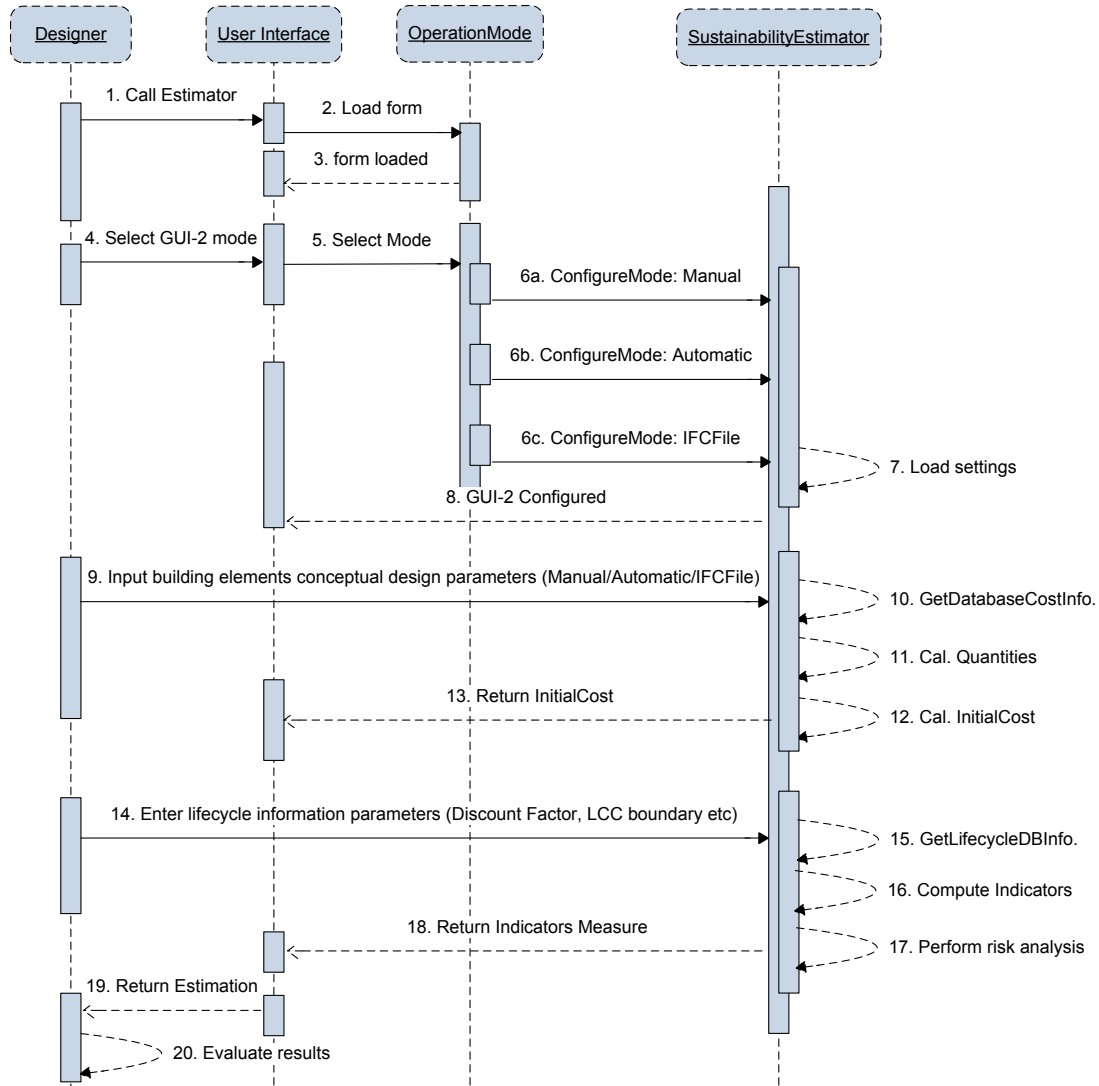 Designer
User Interface
OperationMode
SustainabilityEstimator
1. Call Estimator
2. Load form
3. form loaded
4. Select GUI-2 mode
5. Select Mode
6a. ConfigureMode: Manual
6b. ConfigureMode: Automatic
6c. ConfigureMode: IFCFile
7. Load settings
8. GUI-2 Configured
9. Input building elements conceptual design parameters (Manual/Automatic/IFCFile)
10. GetDatabaseCostInfo.
11. Cal. Quantities
12. Cal. InitialCost
13. Return InitialCost
14. Enter lifecycle information parameters (Discount Factor, LCC boundary etc)
15. GetLifecycleDBInfo.
16. Compute Indicators
17. Perform risk analysis
18. Return Indicators Measure
19. Return Estimation
20. Evaluate results